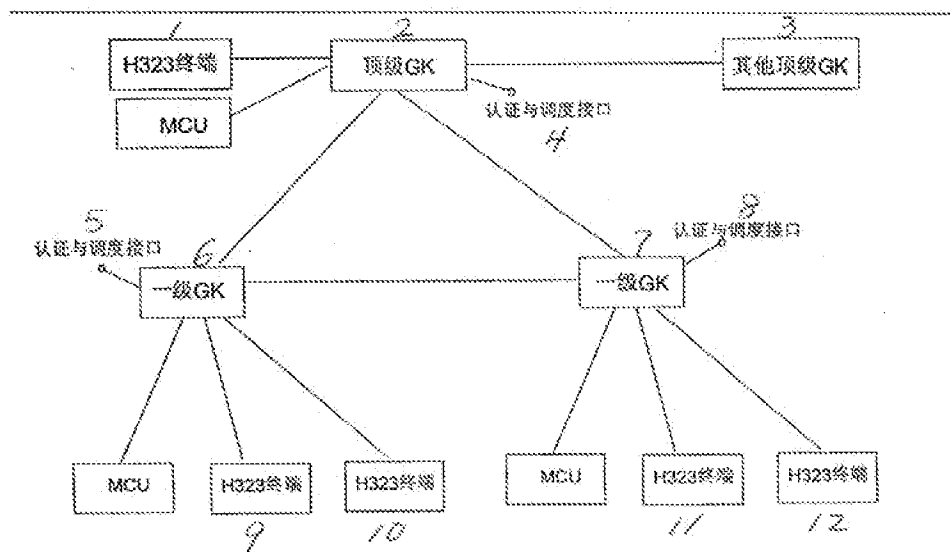 1
2
3
H323终端
顶级GK
其他顶级GK
MCU
认证与调度接口
4
5
认证与调度接口
6
一级GK
7
一级GK
8
认证与调度接口
MCU
H323终端
H323终端
MCU
H323终端
H323终端
9
10
11
12